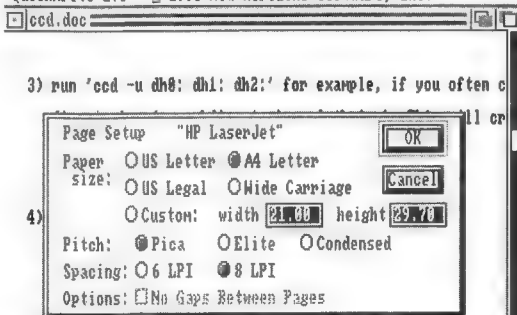 ccd.doc
3) run 'ccd -u dh0: dh1: dh2:' for example, if you often c
ll cr
Page Setup "HP LaserJet"
OK
Paper size: US Letter A4 Letter
US Legal Wide Carriage
Cancel
4)
Custom: width 21.00 height 29.70
Pitch: Pica Elite Condensed
Spacing: 6 LPI 8 LPI
Options: No Gaps Between Pages